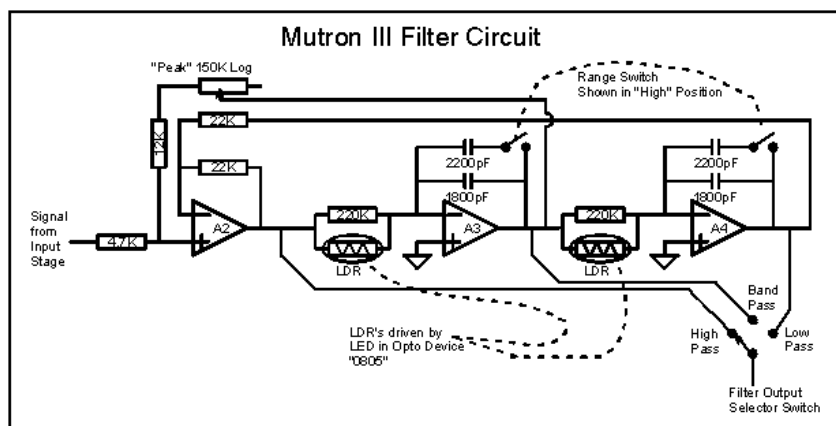 Mutron III Filter Circuit
"Peak" 150K Log
Range Switch
Shown in "High" Position
22K
12K
22K
2200pF
2200pF
1800pF
1800pF
Signal
from
Input
Stage
4.7K
A2
220K
A3
220K
A4
LDR
LDR
Band
Pass
High
Pass
Low
Pass
LDR's driven by
LED in Opto Device
"0805"
Filter Output
Selector Switch